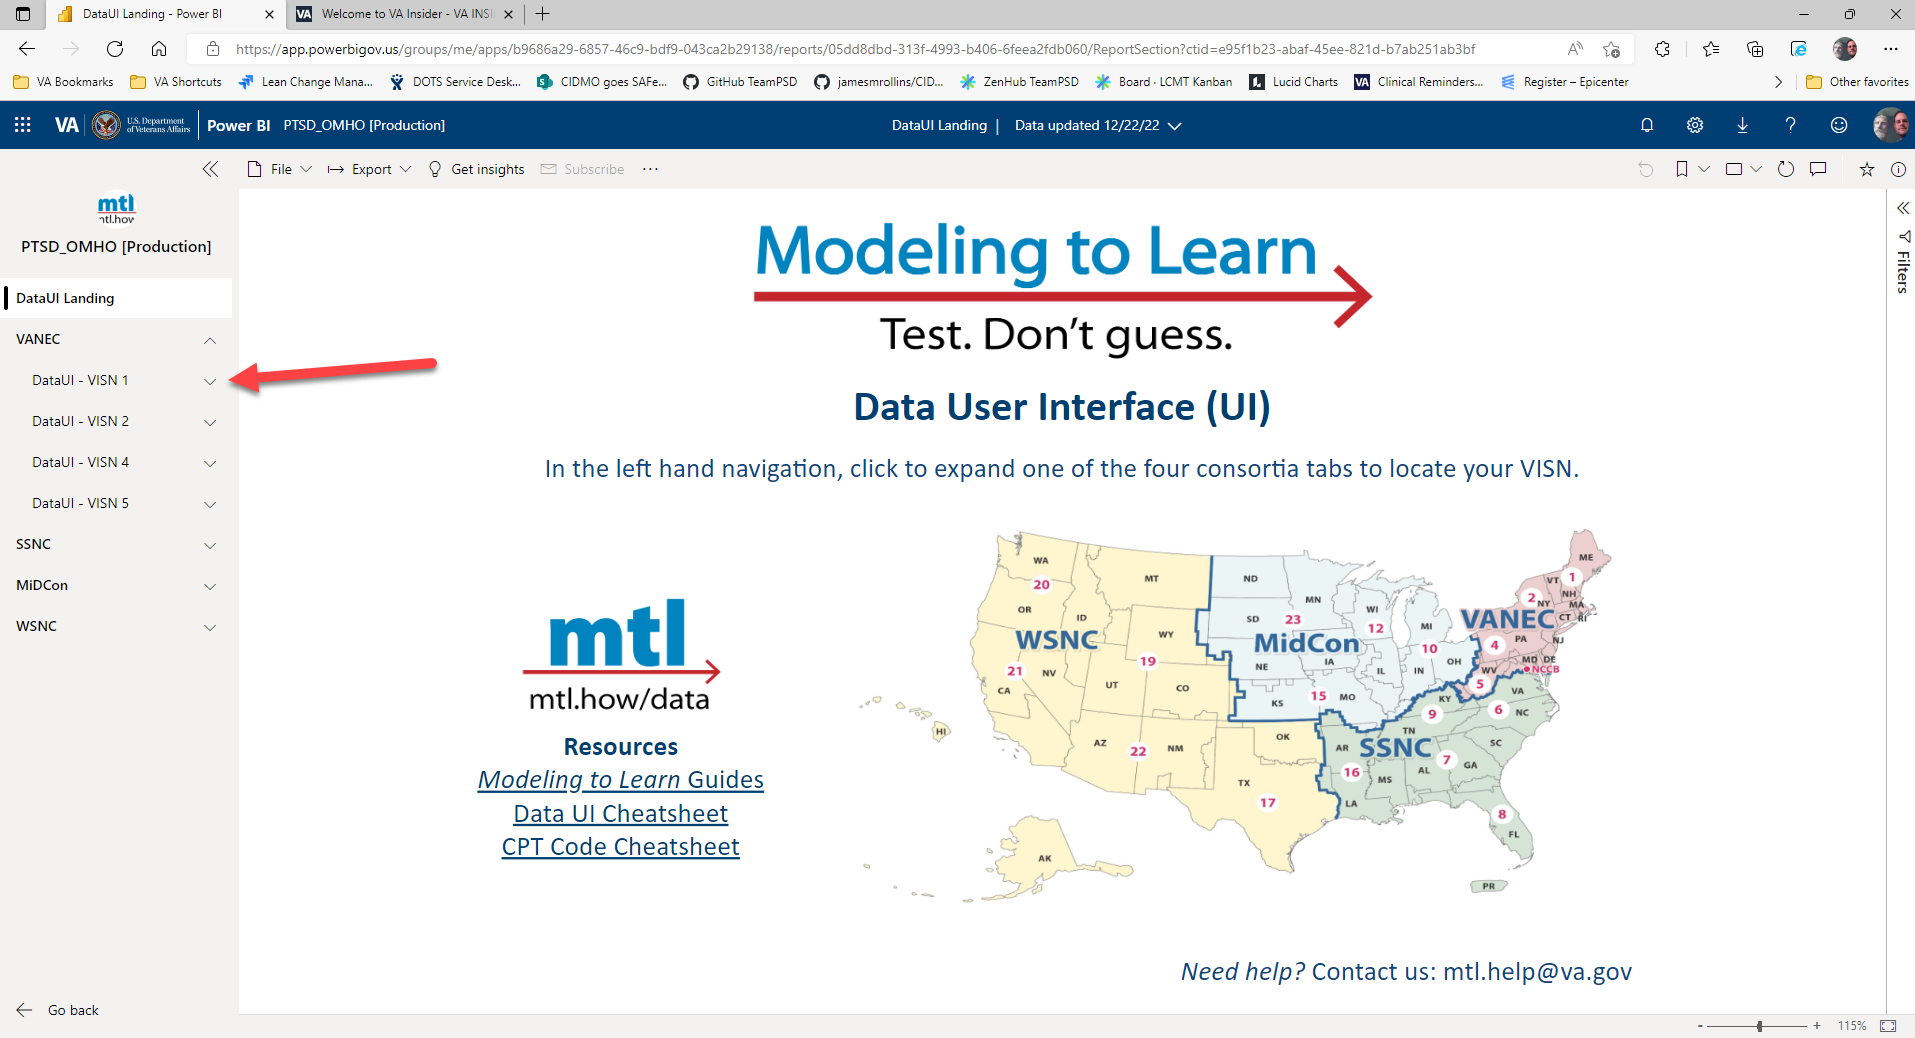 DataUI Landing - Power BI
Welcome to VA Insider - VA INSI
https://app.powerbigov.us/groups/me/apps/b9686a29-6857-46c9-bdf9-043ca2b29138/reports/05dd8dbd-313f-4993-b406-6feea2fdb060/ReportSection?ctid=e95f1b23-abaf-45ee-821d-b7ab251ab3bf
VA Bookmarks VA Shortcuts Lean Change Mana... DOTS Service Desk... CIDMO goes SAFe... GitHub TeamPSD jamesmrollins/CID... ZenHub TeamPSD Board · LCMT Kanban Lucid Charts VA Clinical Reminders... Register – Epicenter Other favorites
VA U.S. Department of Veterans Affairs Power BI PTSD_OMHO [Production] DataUI Landing | Data updated 12/22/22
File Export Get insights Subscribe ...
mtl
mtl.how
PTSD_OMHO [Production]
DataUI Landing
VANEC
DataUI - VISN 1
DataUI - VISN 2
DataUI - VISN 4
DataUI - VISN 5
SSNC
MiDCon
WSNC
Go back
Filters
Modeling to Learn
Test. Don't guess.
Data User Interface (UI)
In the left hand navigation, click to expand one of the four consortia tabs to locate your VISN.
mtl
mtl.how/data
Resources
Modeling to Learn Guides
Data UI Cheatsheet
CPT Code Cheatsheet
WA
20
OR
ID
MT
WSNC
WY
19
21
NV
CA
UT
CO
AZ
22
NM
OK
TX
17
HI
AK
ND
MN
SD
23
WI
12
MI
MidCon
10
NE
IA
IL
IN
OH
15
KS
MO
ME
VT
1
NH
2
NY
MA
VANEC
CT
RI
4
PA
NJ
MD
DE
WV
NCCB
5
VA
KY
9
6
NC
TN
SSNC
AR
SC
16
7
MS
AL
GA
LA
8
FL
PR
Need help? Contact us: mtl.help@va.gov
- + 115%